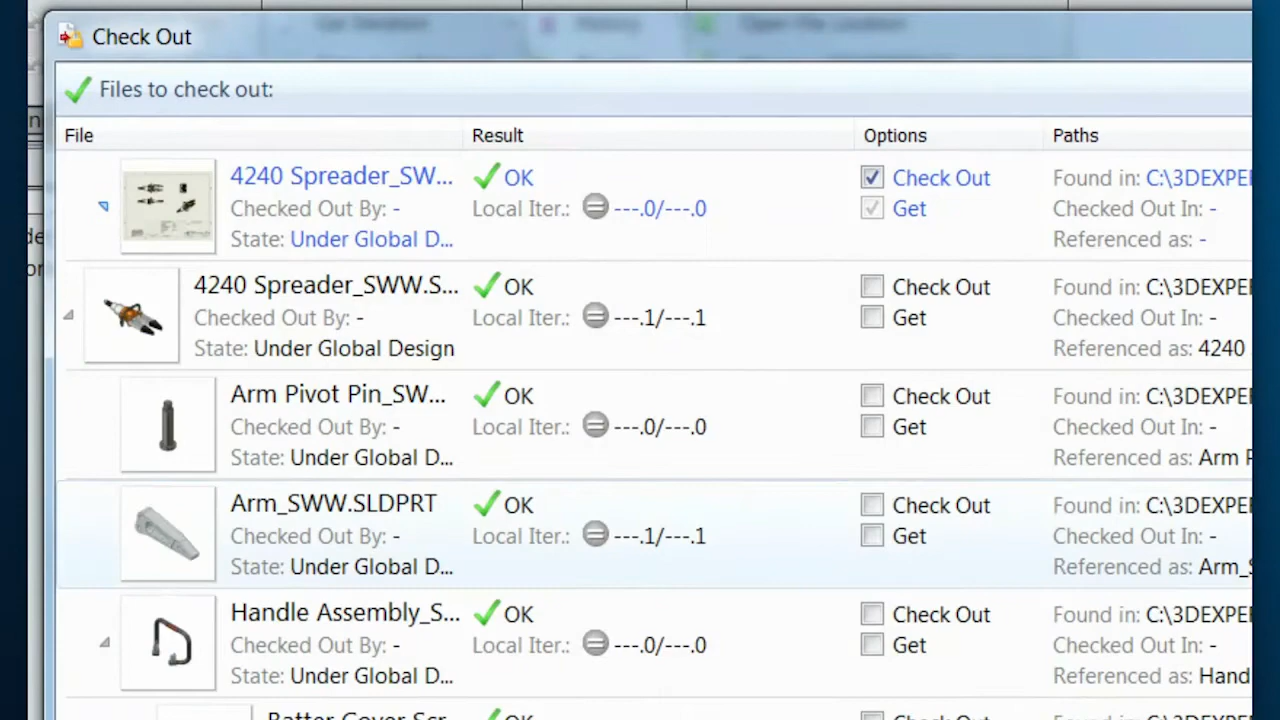 Check Out
Files to check out:
File Result Options Paths
4240 Spreader_SW... OK Check Out Found in: C:\3DEXPE
Checked Out By: - Local Iter.: ---.0/---.0 Get Checked Out In: -
State: Under Global D... Referenced as: -
4240 Spreader_SWW.S... OK Check Out Found in: C:\3DEXPE
Checked Out By: - Local Iter.: ---.1/---.1 Get Checked Out In: -
State: Under Global Design Referenced as: 4240
Arm Pivot Pin_SW... OK Check Out Found in: C:\3DEXPE
Checked Out By: - Local Iter.: ---.0/---.0 Get Checked Out In: -
State: Under Global D... Referenced as: Arm
Arm_SWW.SLDPRT OK Check Out Found in: C:\3DEXPE
Checked Out By: - Local Iter.: ---.1/---.1 Get Checked Out In: -
State: Under Global D... Referenced as: Arm_S
Handle Assembly_S... OK Check Out Found in: C:\3DEXPE
Checked Out By: - Local Iter.: ---.0/---.0 Get Checked Out In: -
State: Under Global D... Referenced as: Hand